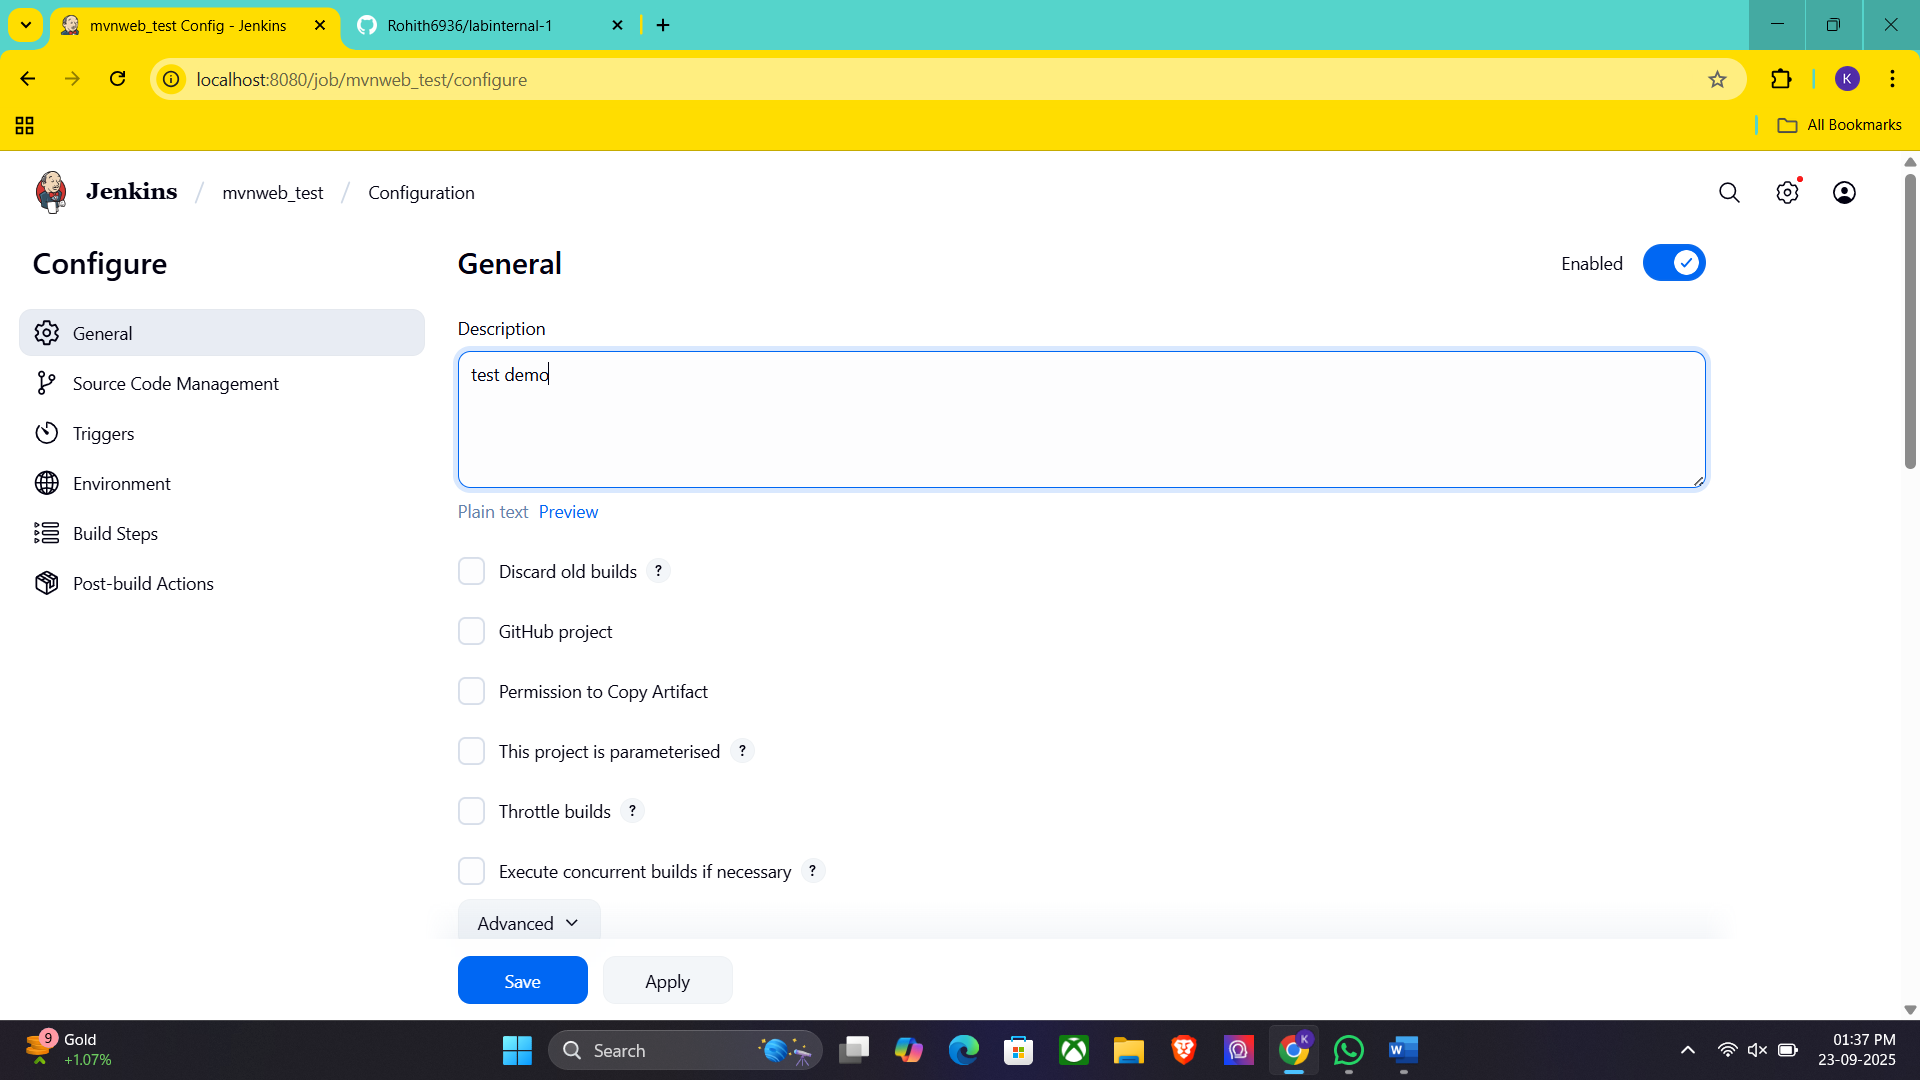 mvnweb_test Config - Jenkins
Rohith6936/labinternal-1
localhost:8080/job/mvnweb_test/configure
K
All Bookmarks
Jenkins / mvnweb_test / Configuration
Configure
General
Source Code Management
Triggers
Environment
Build Steps
Post-build Actions
General
Enabled
Description
test demo
Plain text Preview
Discard old builds ?
GitHub project
Permission to Copy Artifact
This project is parameterised ?
Throttle builds ?
Execute concurrent builds if necessary ?
Advanced
Save
Apply
9
Gold
+1.07%
Search
K
W
01:37 PM
23-09-2025